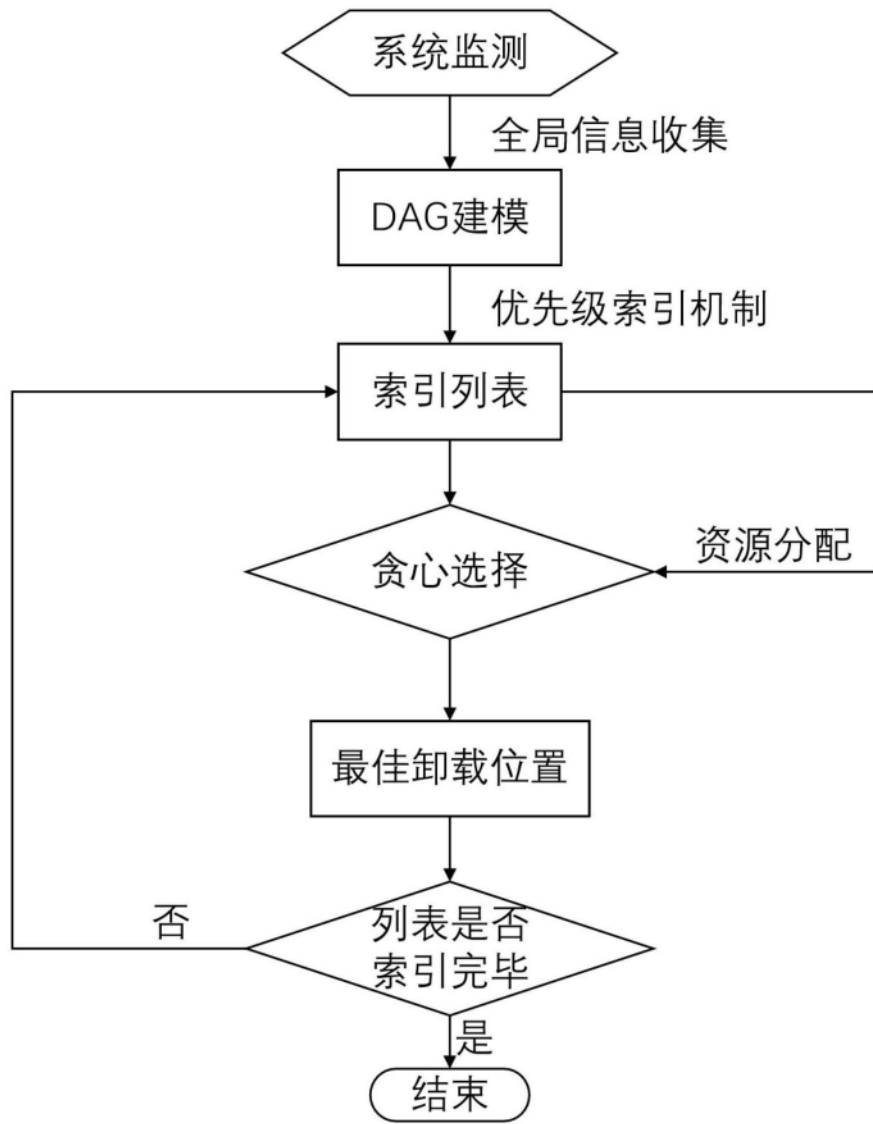 系统监测
全局信息收集
DAG建模
优先级索引机制
索引列表
资源分配
贪心选择
最佳卸载位置
否
列表是否
索引完毕
是
结束